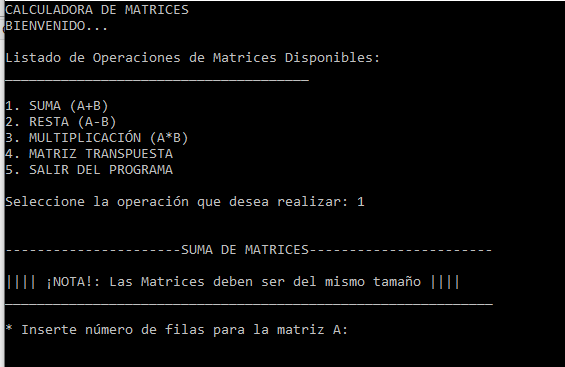 CALCULADORA DE MATRICES
BIENVENIDO...
Listado de Operaciones de Matrices Disponibles:
______________________________________
1. SUMA (A+B)
2. RESTA (A-B)
3. MULTIPLICACIÓN (A*B)
4. MATRIZ TRANSPUESTA
5. SALIR DEL PROGRAMA
Seleccione la operación que desea realizar: 1
----------------------SUMA DE MATRICES-----------------------
|||| ¡NOTA!: Las Matrices deben ser del mismo tamaño ||||
_____________________________________________________________
* Inserte número de filas para la matriz A: